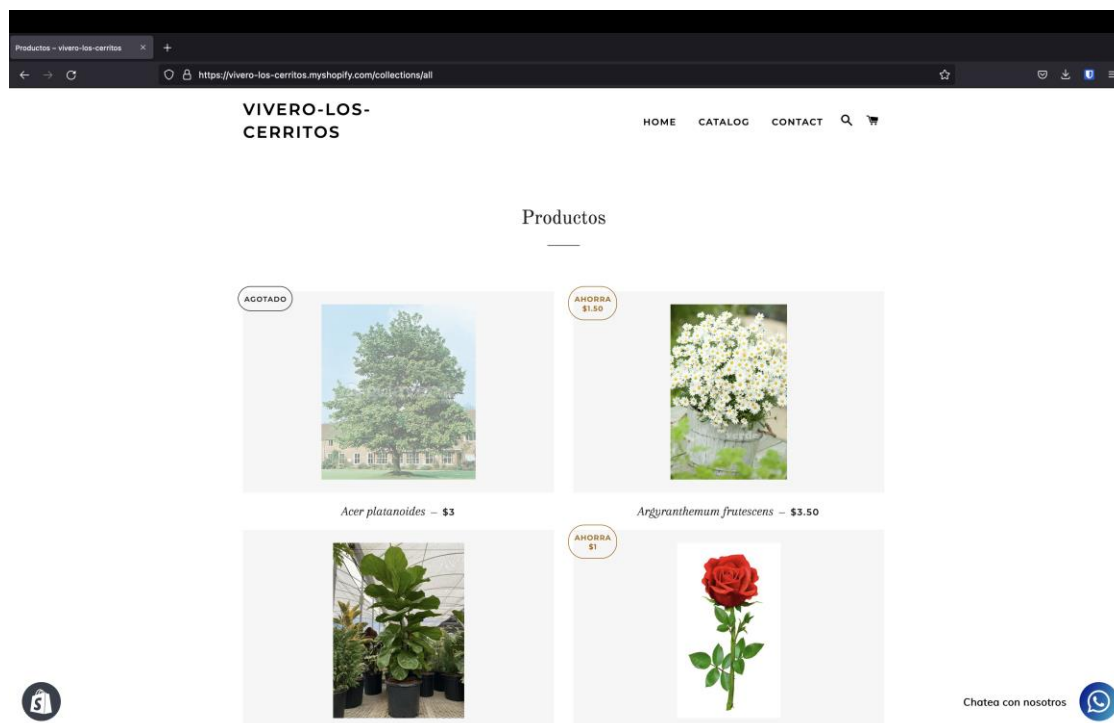 Productos – vivero-los-cerritos
https://vivero-los-cerritos.myshopify.com/collections/all
VIVERO-LOS-
CERRITOS
HOME CATALOG CONTACT
Productos
AGOTADO
AHORRA
$1.50
Acer platanoides – $3
Argyranthemum frutescens – $3.50
AHORRA
$1
Chatea con nosotros